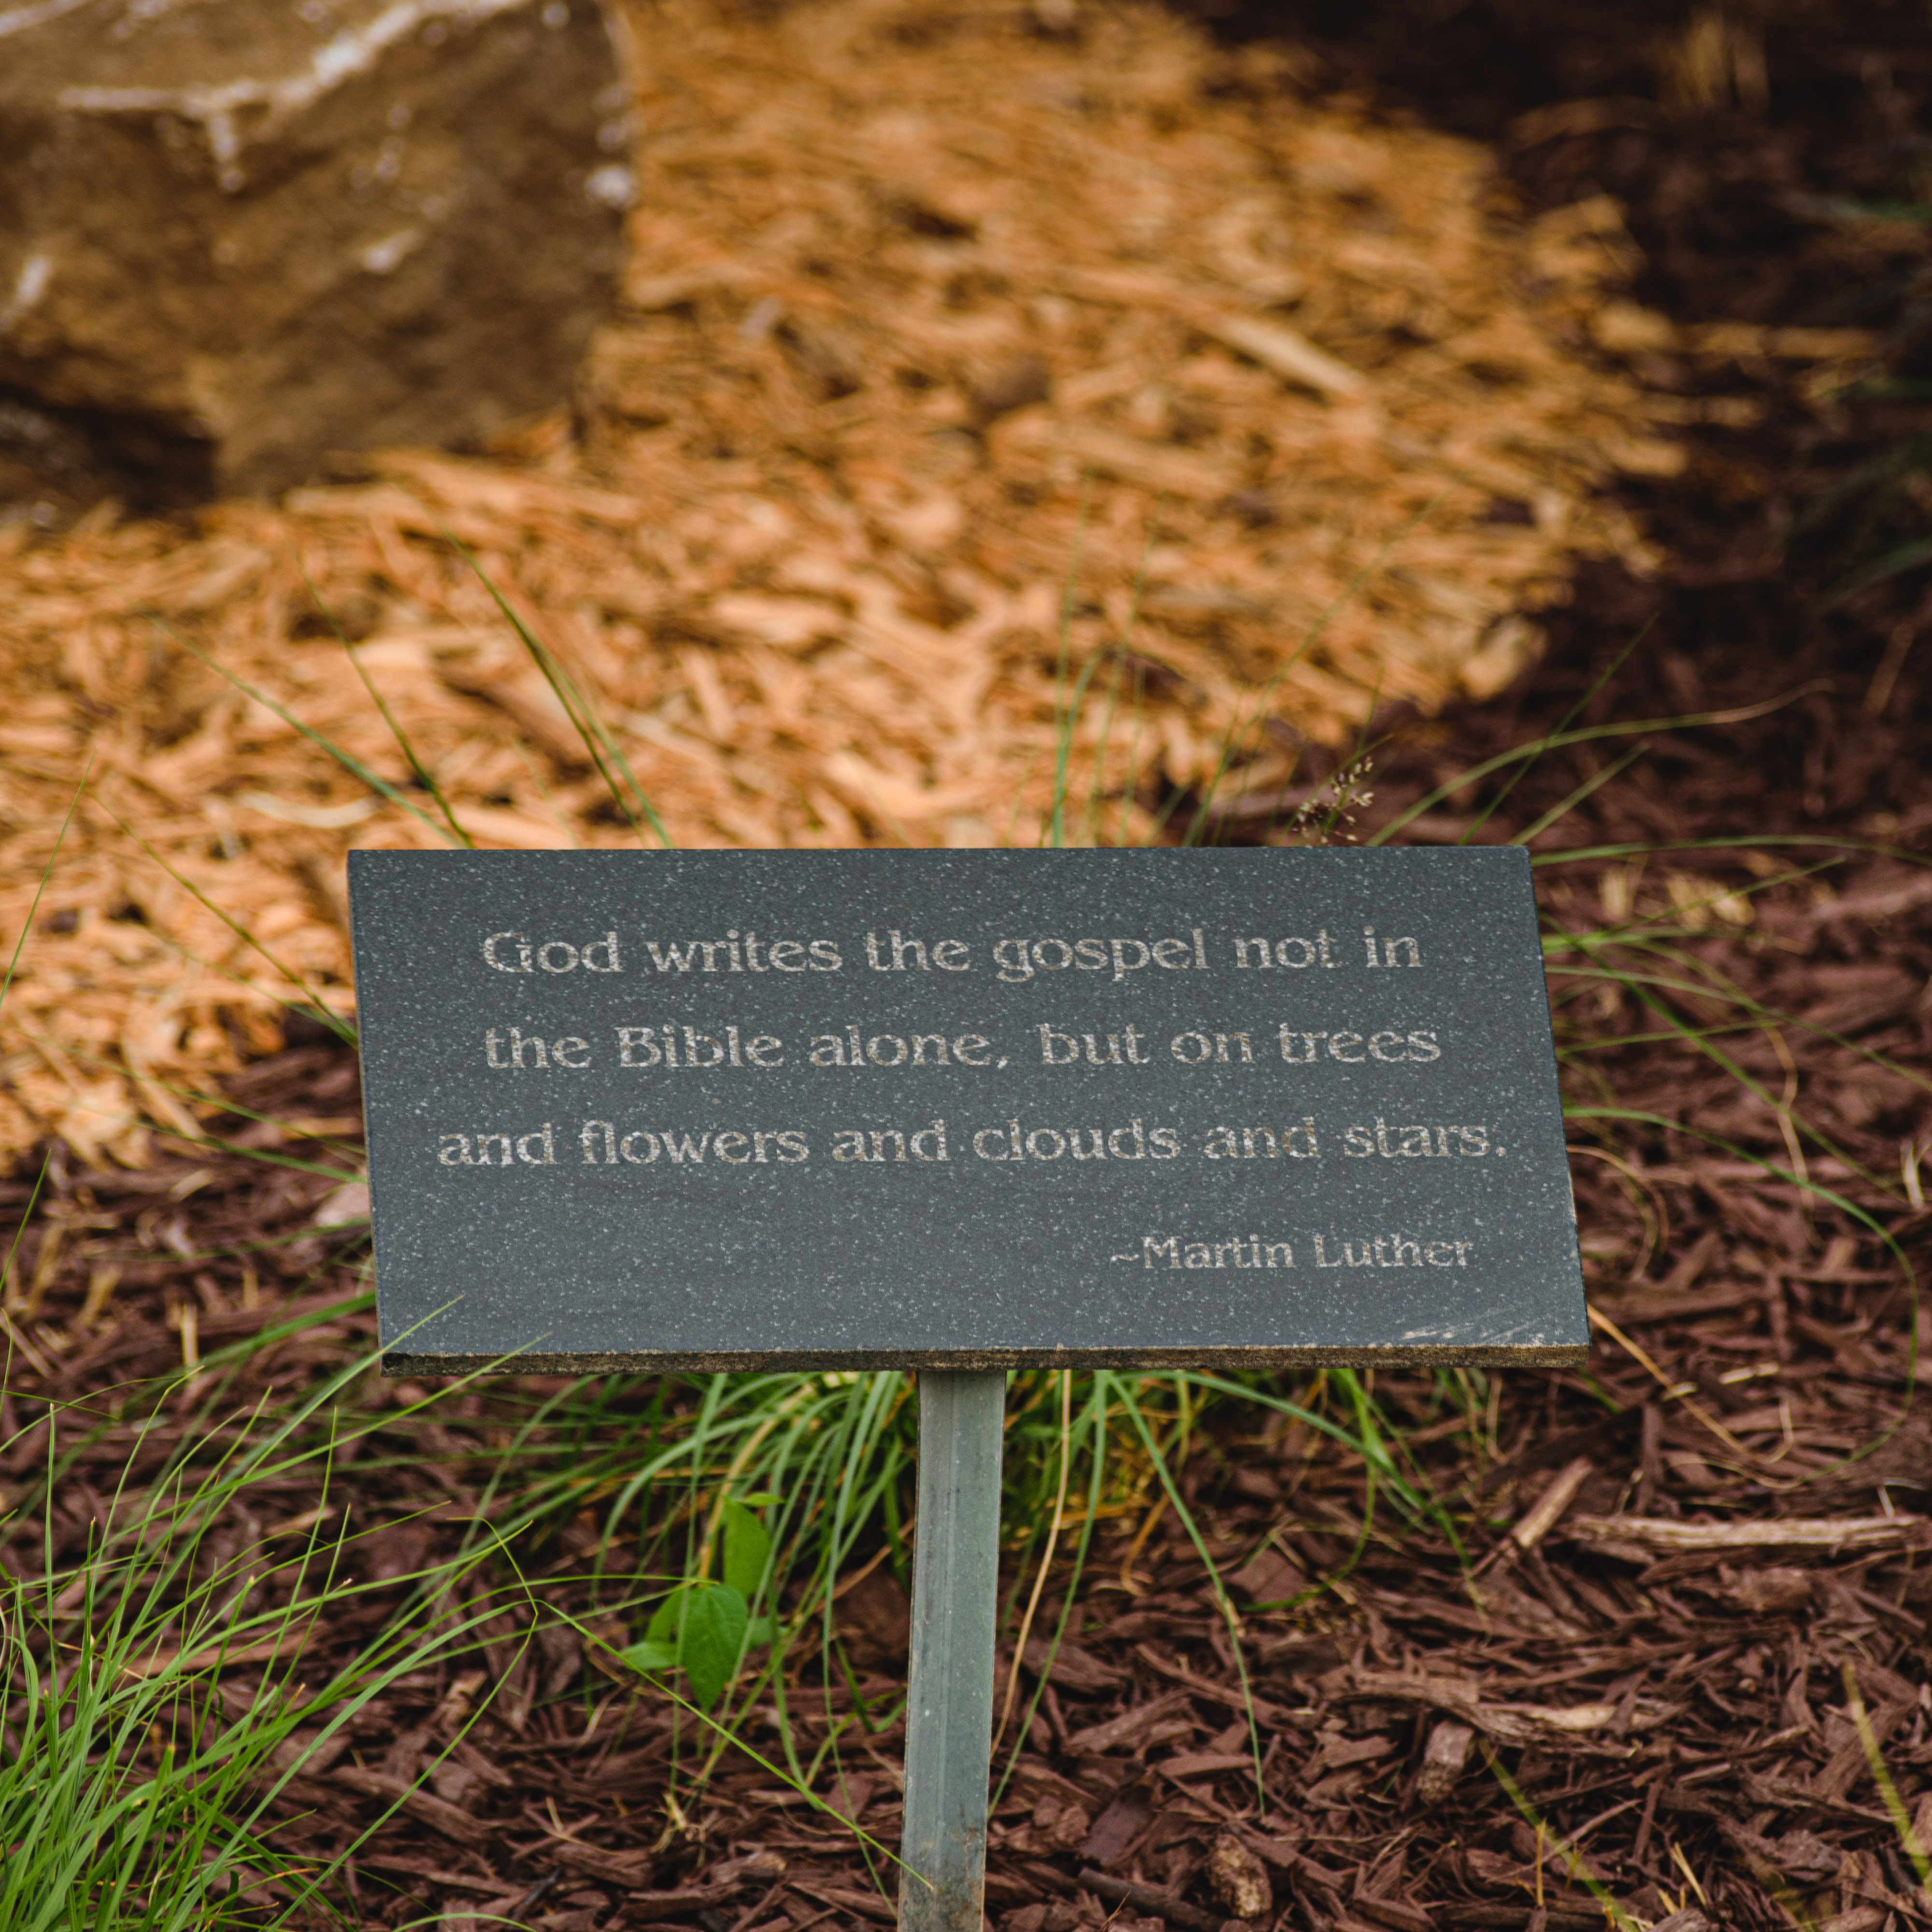 God writes the gospel not in
the Bible alone, but on trees
and flowers and clouds and stars.
~Martin Luther